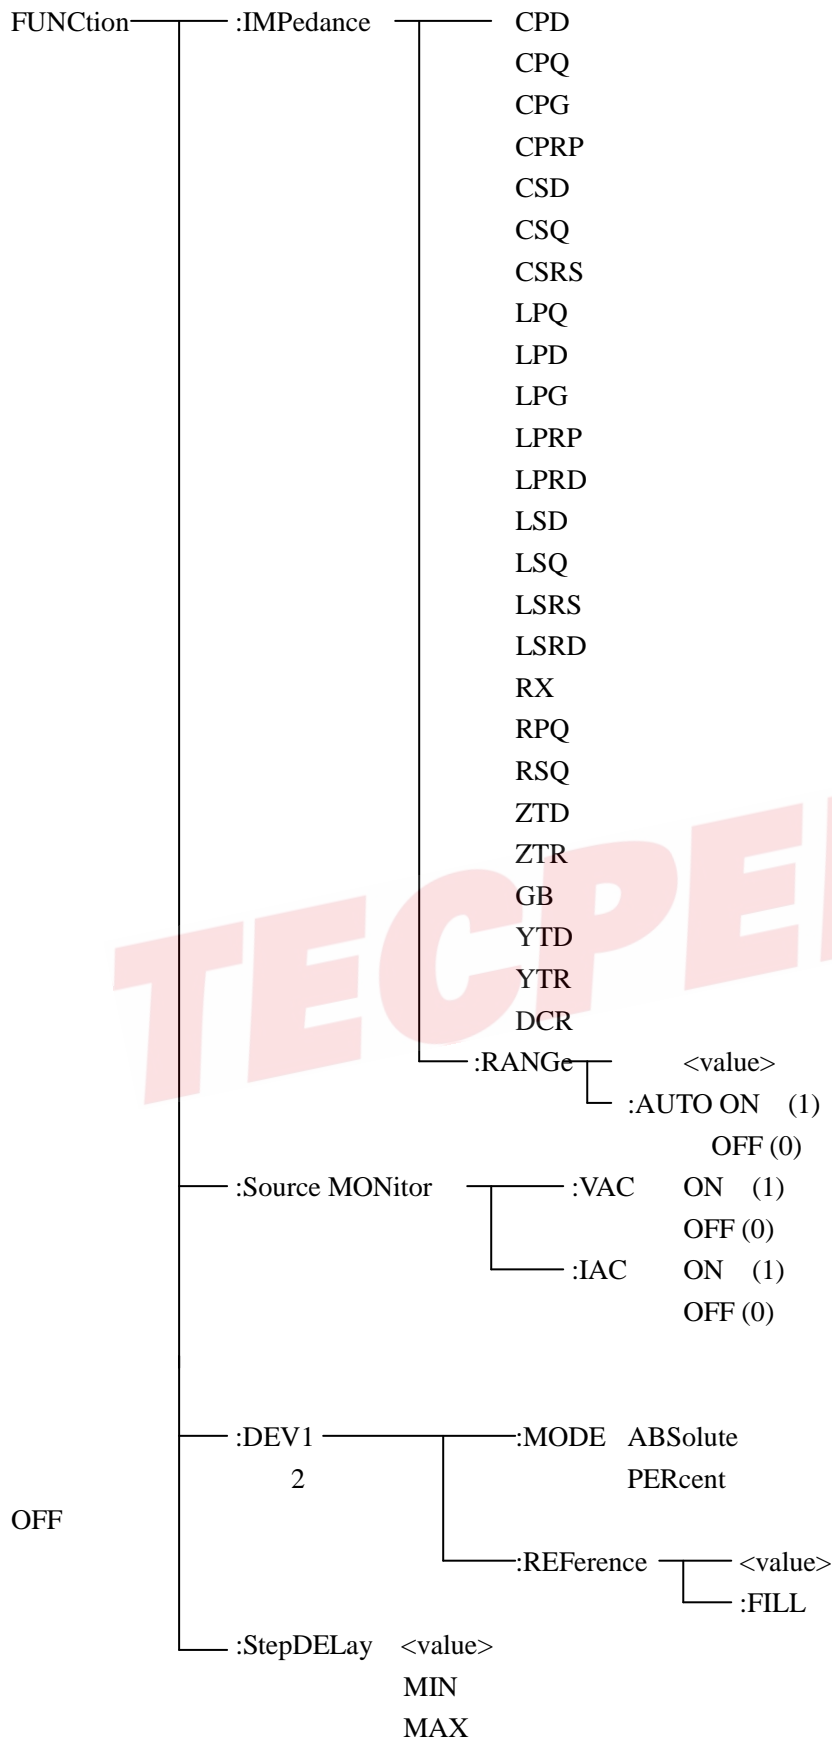 FUNCtion :IMPedance CPD
CPQ
CPG
CPRP
CSD
CSQ
CSRS
LPQ
LPD
LPG
LPRP
LPRD
LSD
LSQ
LSRS
LSRD
RX
RPQ
RSQ
ZTD
ZTR
GB
YTD
YTR
DCR
TECPE
:RANGe <value>
:AUTO ON (1)
OFF (0)
:Source MONitor :VAC ON (1)
OFF (0)
:IAC ON (1)
OFF (0)
:DEV1 :MODE ABSolute
2 PERcent
OFF
:REFerence <value>
:FILL
:StepDELay <value>
MIN
MAX